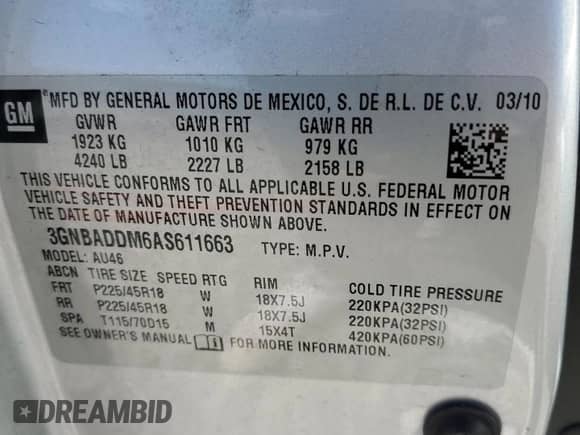 GM
MFD BY GENERAL MOTORS DE MEXICO, S. DE R.L. DE C.V. 03/10
GVWR GAWR FRT GAWR RR
1923 KG 1010 KG 979 KG
4240 LB 2227 LB 2158 LB
THIS VEHICLE CONFORMS TO ALL APPLICABLE U.S. FEDERAL MOTOR
VEHICLE SAFETY AND THEFT PREVENTION STANDARDS IN EFFECT ON
THE DATE OF MANUFACTURE SHOWN ABOVE.
3GNBADDM6AS611663 TYPE: M.P.V.
MODEL: AU46
ABCN TIRE SIZE SPEED RTG RIM COLD TIRE PRESSURE
FRT P225/45R18 W 18X7.5J 220KPA(32PSI)
RR P225/45R18 W 18X7.5J 220KPA(32PSI)
SPA T115/70D15 M 15X4T 420KPA(60PSI)
SEE OWNER'S MANUAL FOR MORE INFORMATION.
DREAMBID